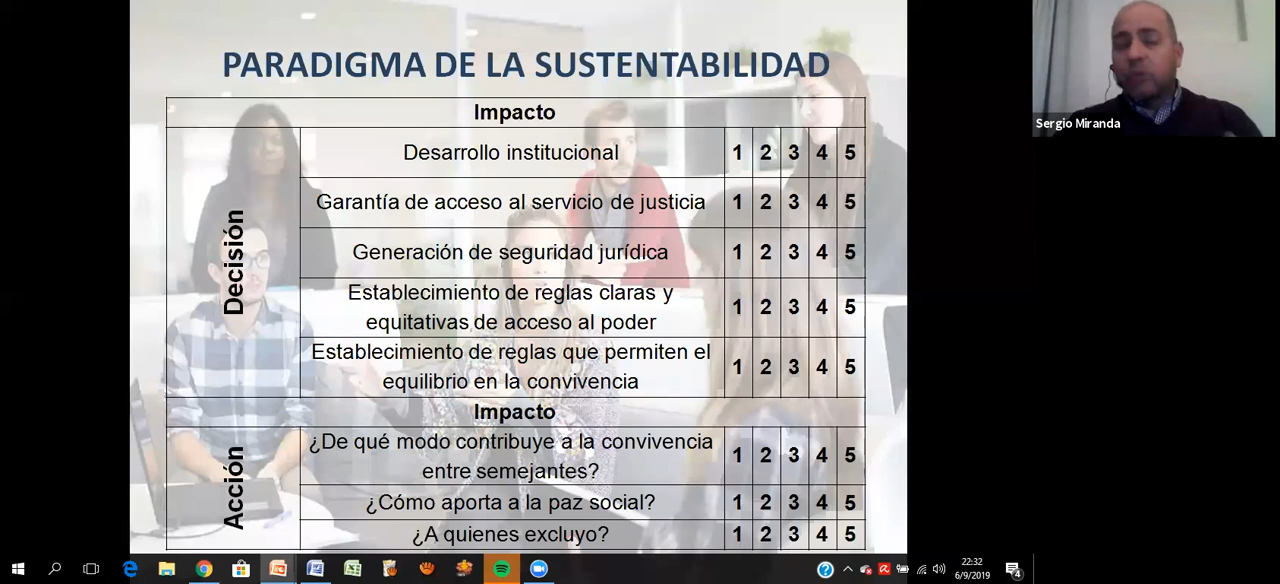 PARADIGMA DE LA SUSTENTABILIDAD
Impacto
Decisión
Desarrollo institucional 1 2 3 4 5
Garantía de acceso al servicio de justicia 1 2 3 4 5
Generación de seguridad jurídica 1 2 3 4 5
Establecimiento de reglas claras y
equitativas de acceso al poder 1 2 3 4 5
Establecimiento de reglas que permiten el
equilibrio en la convivencia 1 2 3 4 5
Impacto
Acción
¿De qué modo contribuye a la convivencia
entre semejantes? 1 2 3 4 5
¿Cómo aporta a la paz social? 1 2 3 4 5
¿A quienes excluyo? 1 2 3 4 5
Sergio Miranda
22:32
6/9/2019
4